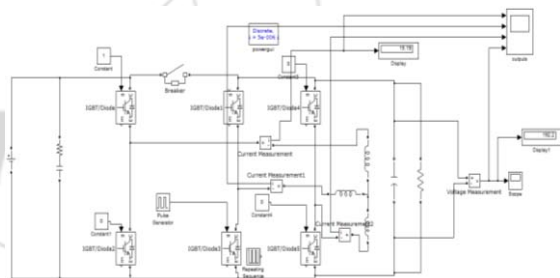 Discrete,
powergui
Constant
Breaker
Display
outputs
IGBT/Diode
IGBT/Diode1
IGBT/Diode4
Current Measurement
Display1
Current Measurement1
Voltage Measurement
Scope
Pulse
Generator
Constant4
Current Measurement2
Constant1
IGBT/Diode2
IGBT/Diode3
Repeating
Sequence
IGBT/Diode5